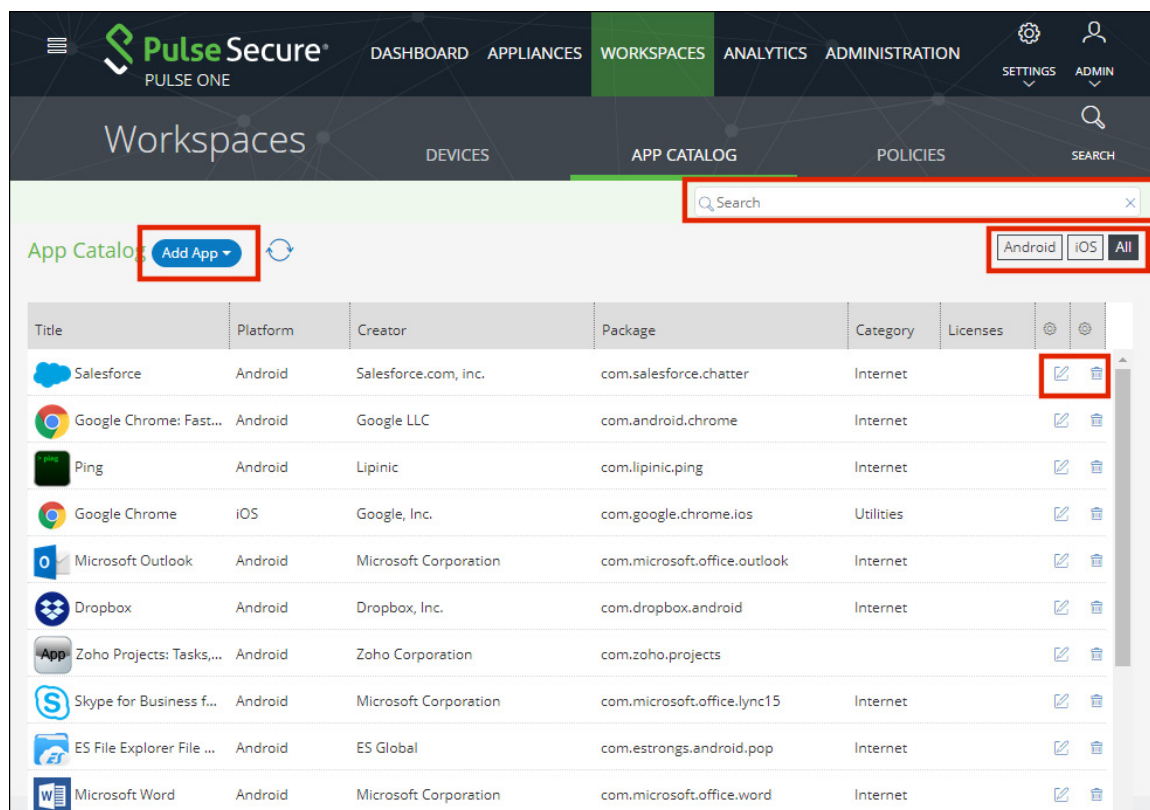 Pulse Secure®
PULSE ONE
DASHBOARD APPLIANCES WORKSPACES ANALYTICS ADMINISTRATION
SETTINGS ADMIN
Workspaces
DEVICES APP CATALOG POLICIES
SEARCH
Search
App Catalog Add App
Android iOS All
Title Platform Creator Package Category Licenses
Salesforce Android Salesforce.com, inc. com.salesforce.chatter Internet
Google Chrome: Fast... Android Google LLC com.android.chrome Internet
> ping
Ping Android Lipinic com.lipinic.ping Internet
Google Chrome iOS Google, Inc. com.google.chrome.ios Utilities
Microsoft Outlook Android Microsoft Corporation com.microsoft.office.outlook Internet
Dropbox Android Dropbox, Inc. com.dropbox.android Internet
App Zoho Projects: Tasks,... Android Zoho Corporation com.zoho.projects
S Skype for Business f... Android Microsoft Corporation com.microsoft.office.lync15 Internet
ES ES File Explorer File ... Android ES Global com.estrongs.android.pop Internet
W Microsoft Word Android Microsoft Corporation com.microsoft.office.word Internet